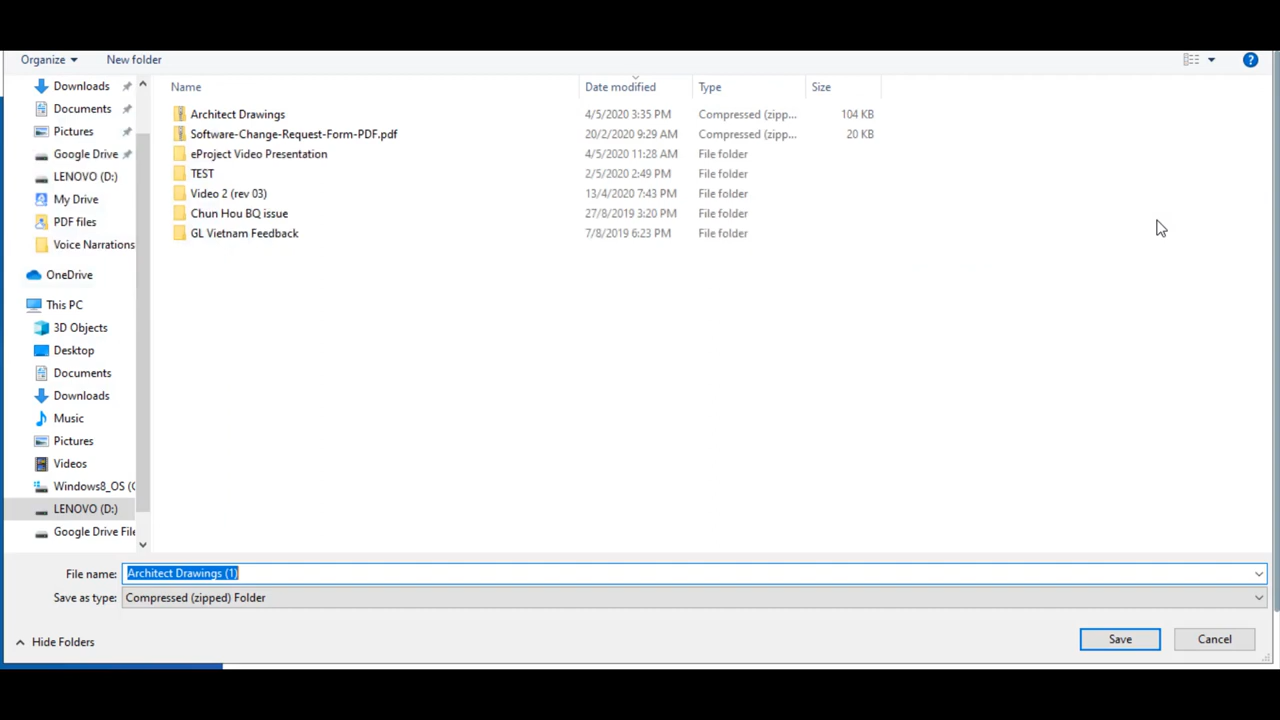 Organize New folder
Name Date modified Type Size
Downloads
Documents
Pictures
Google Drive
LENOVO (D:)
My Drive
PDF files
Voice Narrations
OneDrive
This PC
3D Objects
Desktop
Documents
Downloads
Music
Pictures
Videos
Windows8_OS (C
LENOVO (D:)
Google Drive File
Architect Drawings 4/5/2020 3:35 PM Compressed (zipp... 104 KB
Software-Change-Request-Form-PDF.pdf 20/2/2020 9:29 AM Compressed (zipp... 20 KB
eProject Video Presentation 4/5/2020 11:28 AM File folder
TEST 2/5/2020 2:49 PM File folder
Video 2 (rev 03) 13/4/2020 7:43 PM File folder
Chun Hou BQ issue 27/8/2019 3:20 PM File folder
GL Vietnam Feedback 7/8/2019 6:23 PM File folder
File name: Architect Drawings (1)
Save as type: Compressed (zipped) Folder
Hide Folders Save Cancel